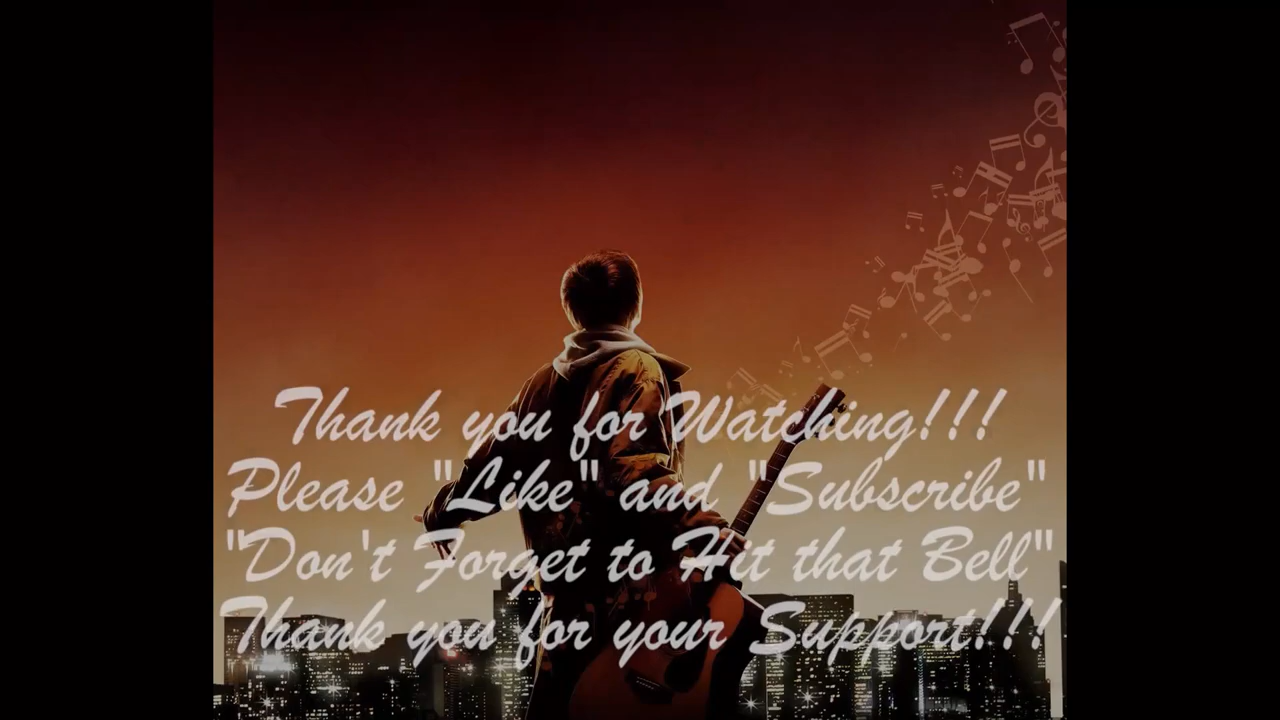 Thank you for Watching!!!
Please "Like" and "Subscribe"
"Don't Forget to Hit that Bell"
Thank you for your Support!!!